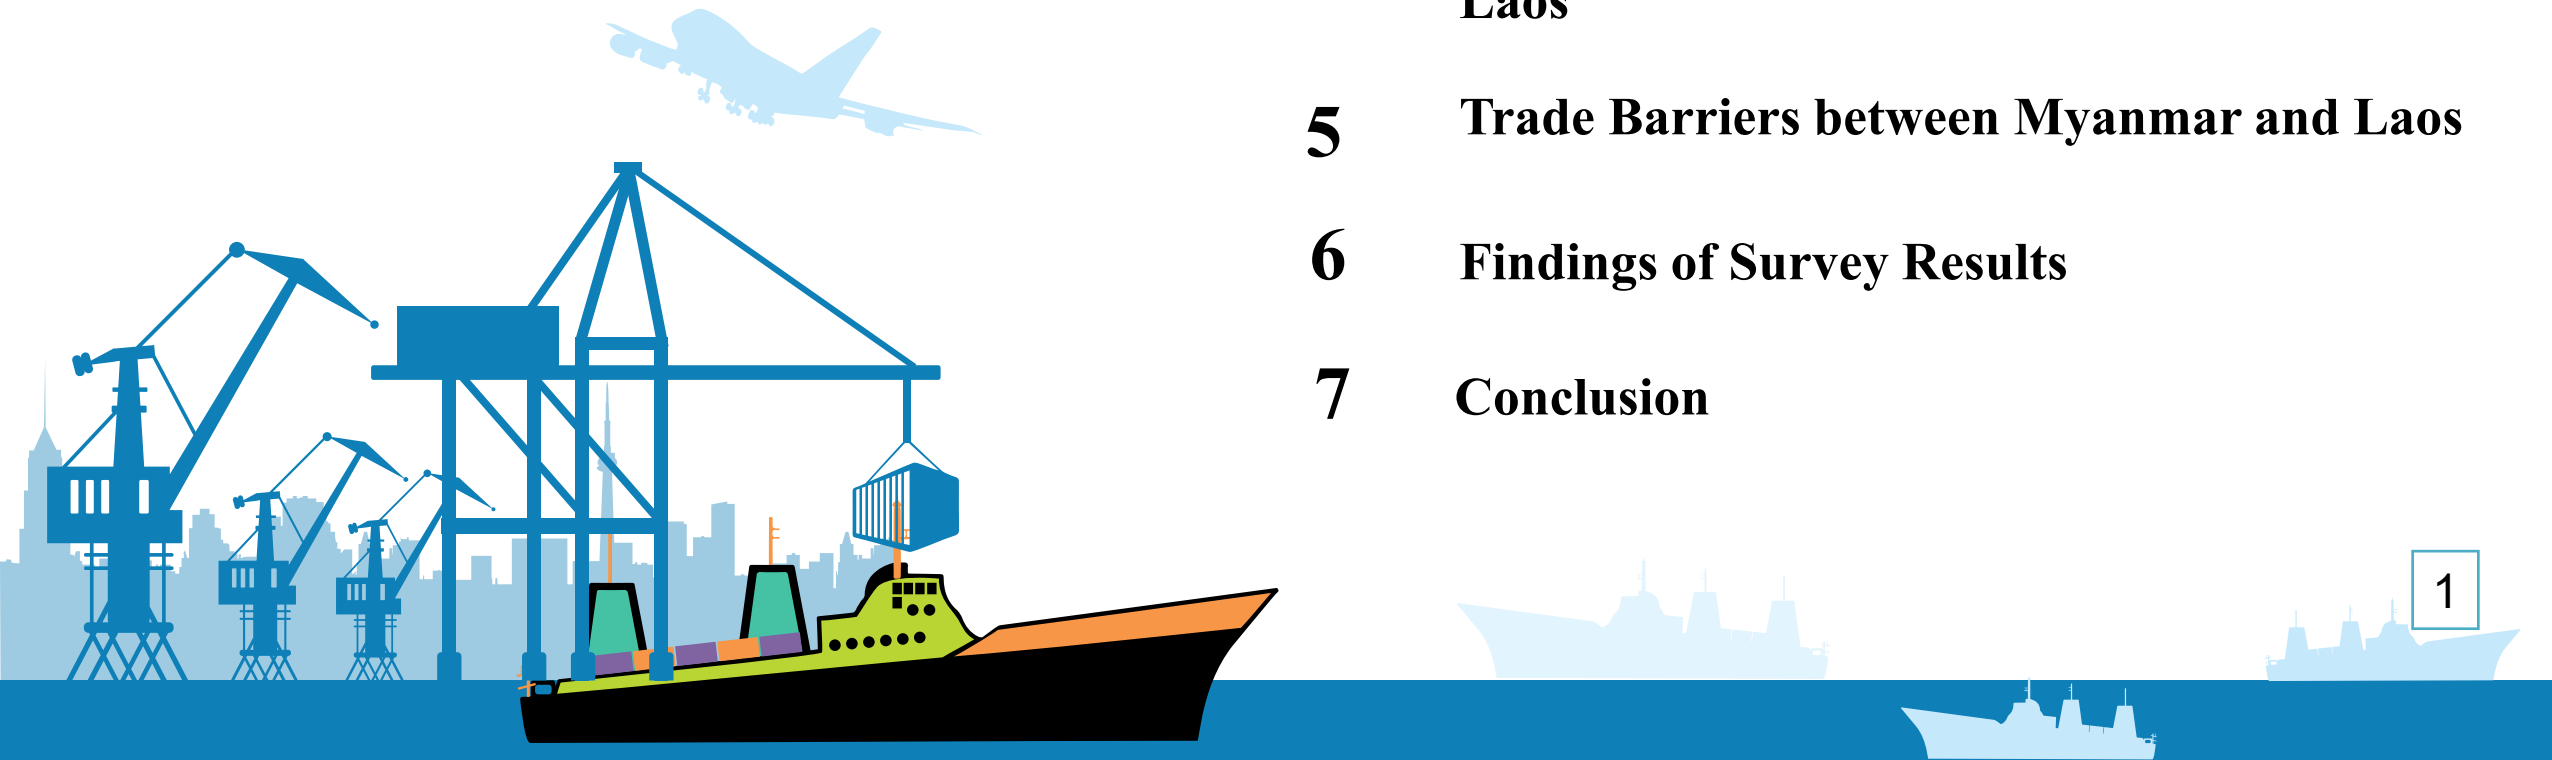 Laos
5 Trade Barriers between Myanmar and Laos
6 Findings of Survey Results
7 Conclusion
1